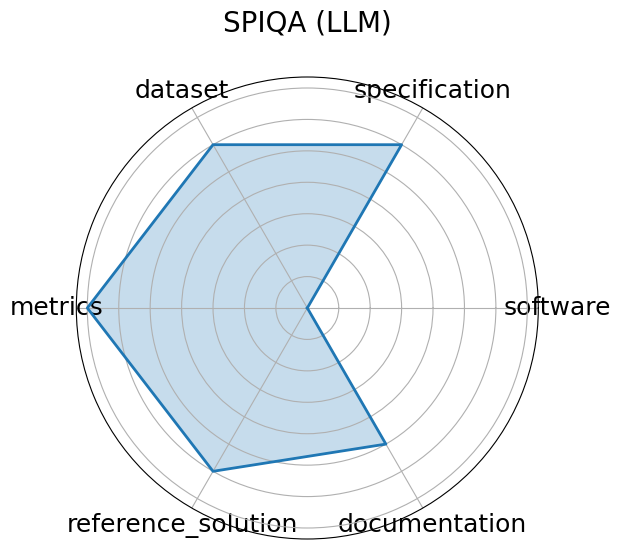 SPIQA (LLM)
dataset
specification
metrics
software
reference_solution
documentation